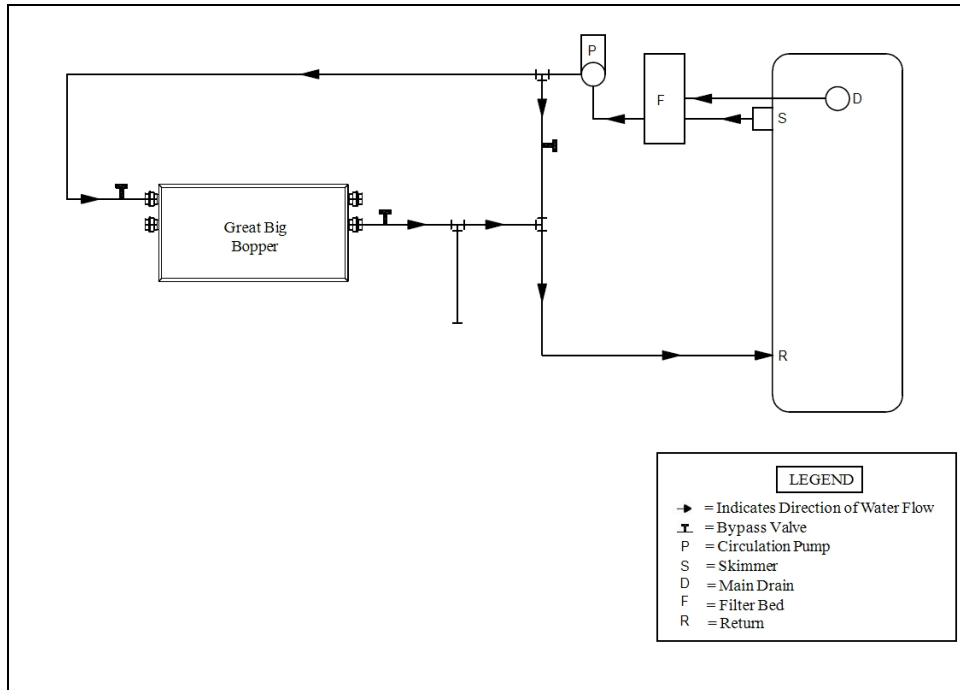 P
F
D
S
Great Big
Bopper
R
LEGEND
= Indicates Direction of Water Flow
= Bypass Valve
P = Circulation Pump
S = Skimmer
D = Main Drain
F = Filter Bed
R = Return